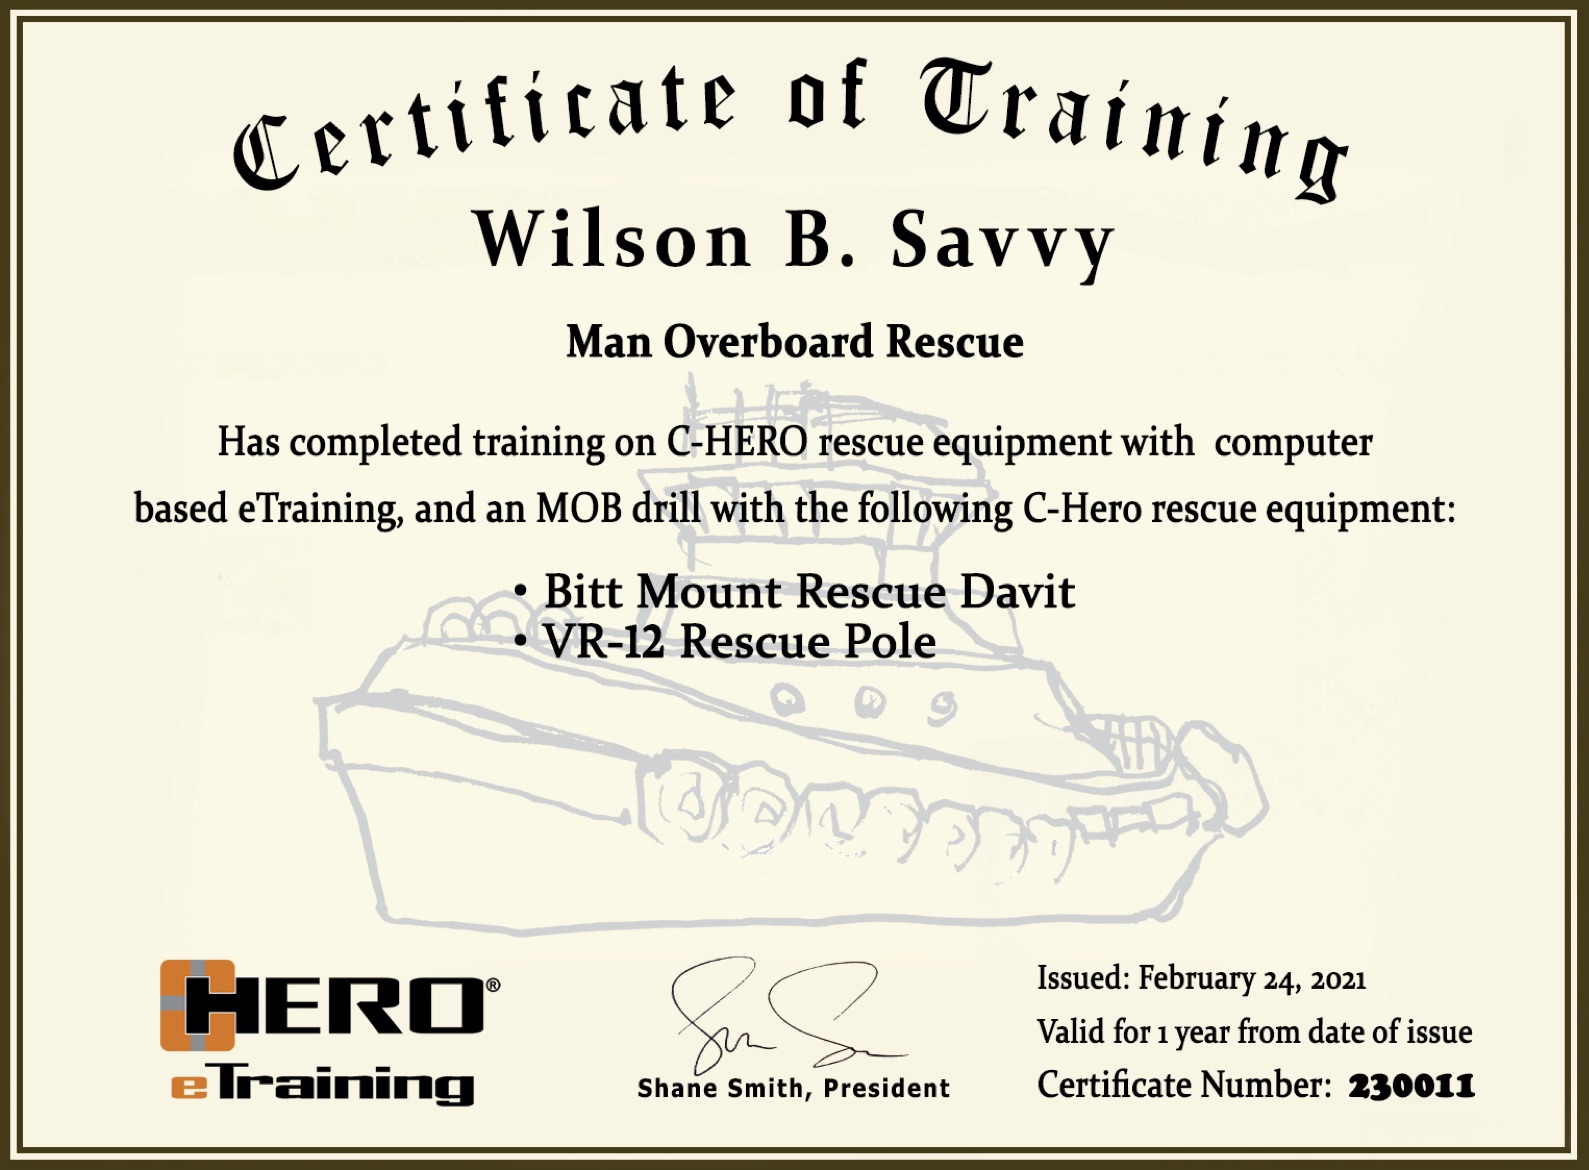 Certificate of Training
Wilson B. Savvy
Man Overboard Rescue
Has completed training on C-HERO rescue equipment with computer
based eTraining, and an MOB drill with the following C-Hero rescue equipment:
• Bitt Mount Rescue Davit
• VR-12 Rescue Pole
CHERO®
eTraining
Shane Smith, President
Issued: February 24, 2021
Valid for 1 year from date of issue
Certificate Number: 230011